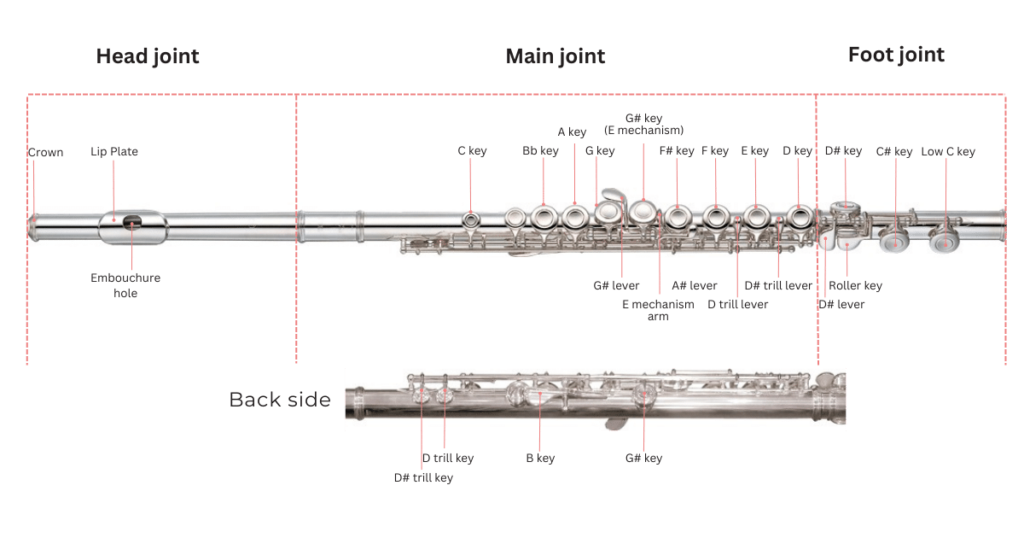 Head joint
Main joint
Foot joint
Crown
Lip Plate
C key
Bb key
A key
G key
G# key
(E mechanism)
F# key
F key
E key
D key
D# key
C# key
Low C key
Embouchure
hole
G# lever
E mechanism
arm
A# lever
D trill lever
D# trill lever
D# lever
Roller key
Back side
D trill key
D# trill key
B key
G# key